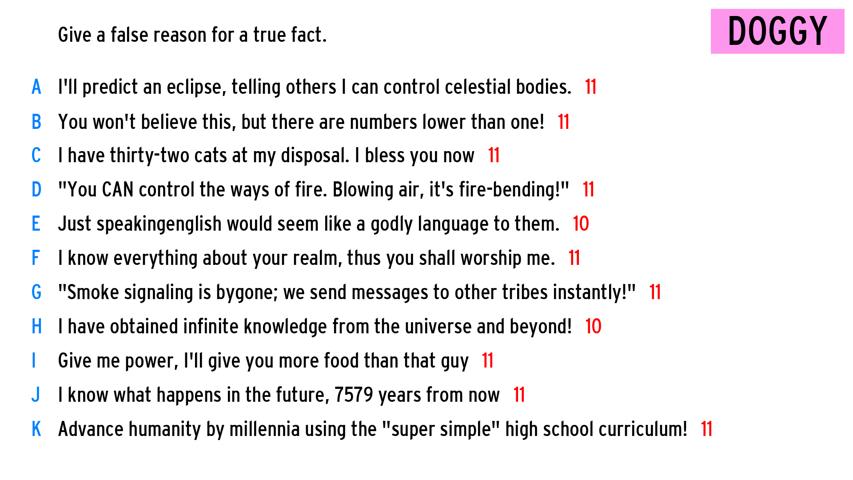 Give a false reason for a true fact.
DOGGY
A I'll predict an eclipse, telling others I can control celestial bodies. 11
B You won't believe this, but there are numbers lower than one! 11
C I have thirty-two cats at my disposal. I bless you now 11
D "You CAN control the ways of fire. Blowing air, it's fire-bending!" 11
E Just speakingenglish would seem like a godly language to them. 10
F I know everything about your realm, thus you shall worship me. 11
G "Smoke signaling is bygone; we send messages to other tribes instantly!" 11
H I have obtained infinite knowledge from the universe and beyond! 10
I Give me power, I'll give you more food than that guy 11
J I know what happens in the future, 7579 years from now 11
K Advance humanity by millennia using the "super simple" high school curriculum! 11